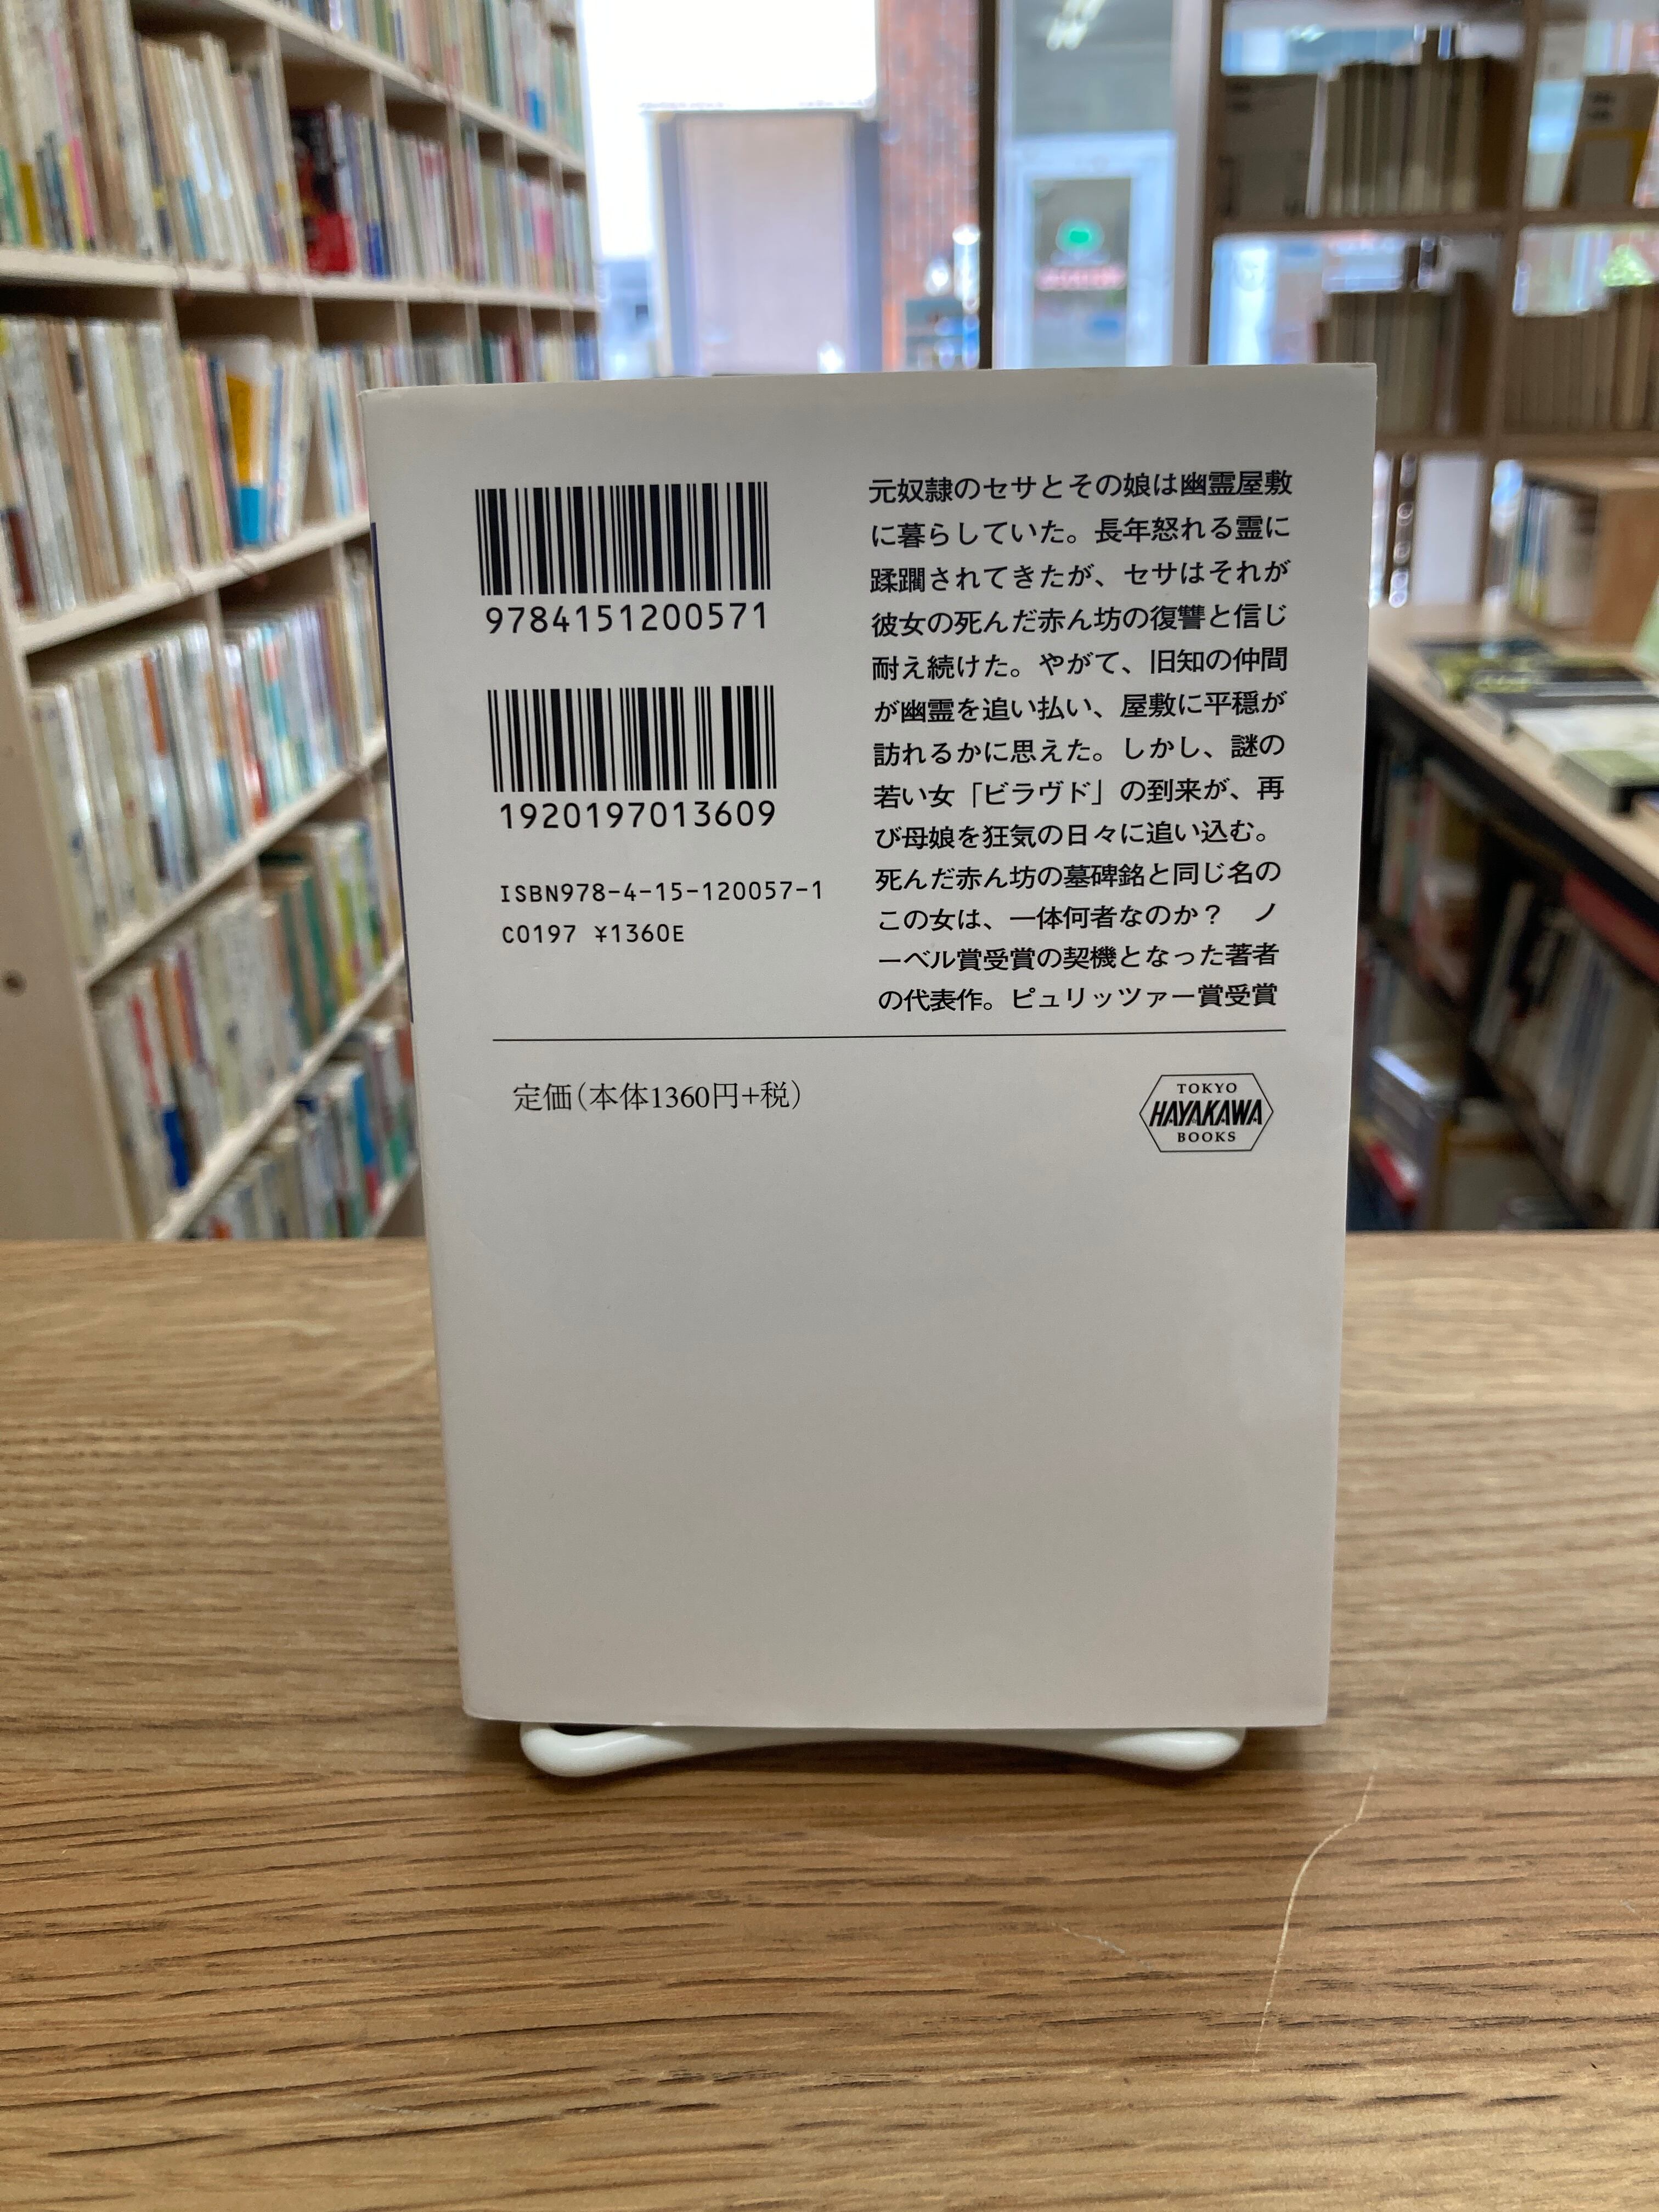 9784151200571
1920197013609
ISBN978-4-15-120057-1
C0197 ¥1360E
元奴隷のセサとその娘は幽霊屋敷
に暮らしていた。長年怒れる霊に
蹂躙されてきたが、セサはそれが
彼女の死んだ赤ん坊の復讐と信じ
耐え続けた。やがて、旧知の仲間
が幽霊を追い払い、屋敷に平穏が
訪れるかに思えた。しかし、謎の
若い女「ビラヴド」の到来が、再
び母娘を狂気の日々に追い込む。
死んだ赤ん坊の墓碑銘と同じ名の
この女は、一体何者なのか？　ノ
ーベル賞受賞の契機となった著者
の代表作。ピュリッツァー賞受賞
定価（本体1360円+税）
TOKYO
HAYAKAWA
BOOKS